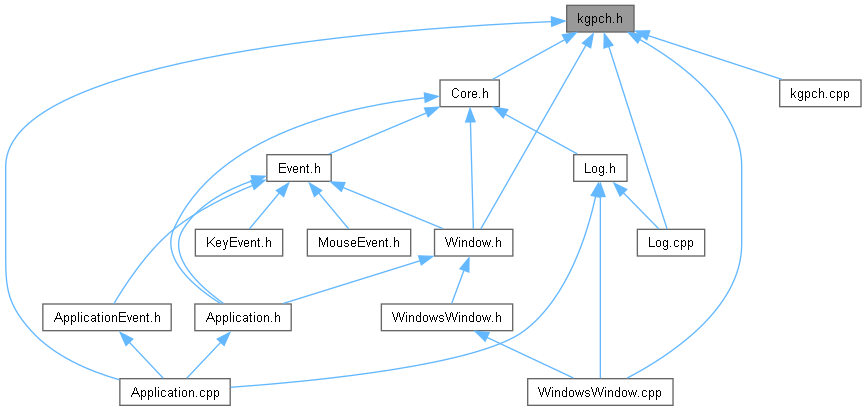 kgpch.h
Core.h
kgpch.cpp
Event.h
Log.h
KeyEvent.h
MouseEvent.h
Window.h
Log.cpp
ApplicationEvent.h
Application.h
WindowsWindow.h
Application.cpp
WindowsWindow.cpp